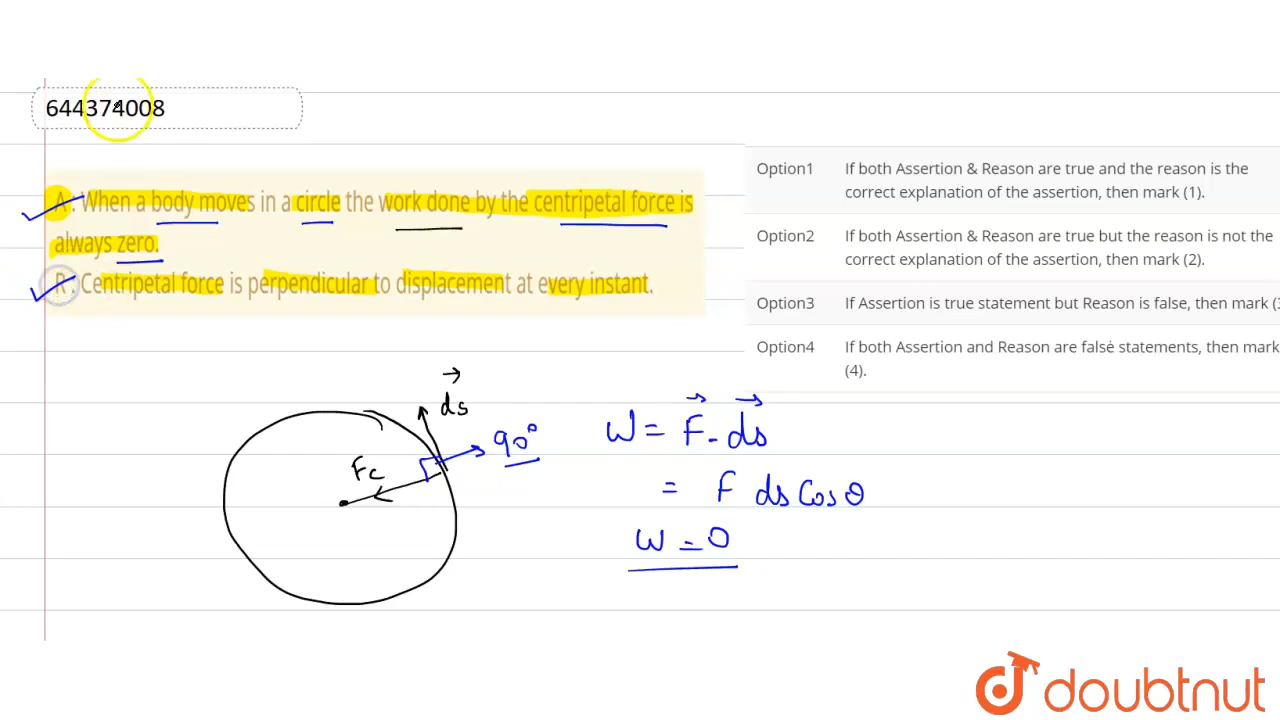 644374008
A : When a body moves in a circle the work done by the centripetal force is
always zero.
R : Centripetal force is perpendicular to displacement at every instant.
Option1 If both Assertion & Reason are true and the reason is the
correct explanation of the assertion, then mark (1).
Option2 If both Assertion & Reason are true but the reason is not the
correct explanation of the assertion, then mark (2).
Option3 If Assertion is true statement but Reason is false, then mark (3
Option4 If both Assertion and Reason are false statements, then mark
(4).
ds
90°
Fc
W = F . ds
= F ds Cos θ
W = 0
doubtnut